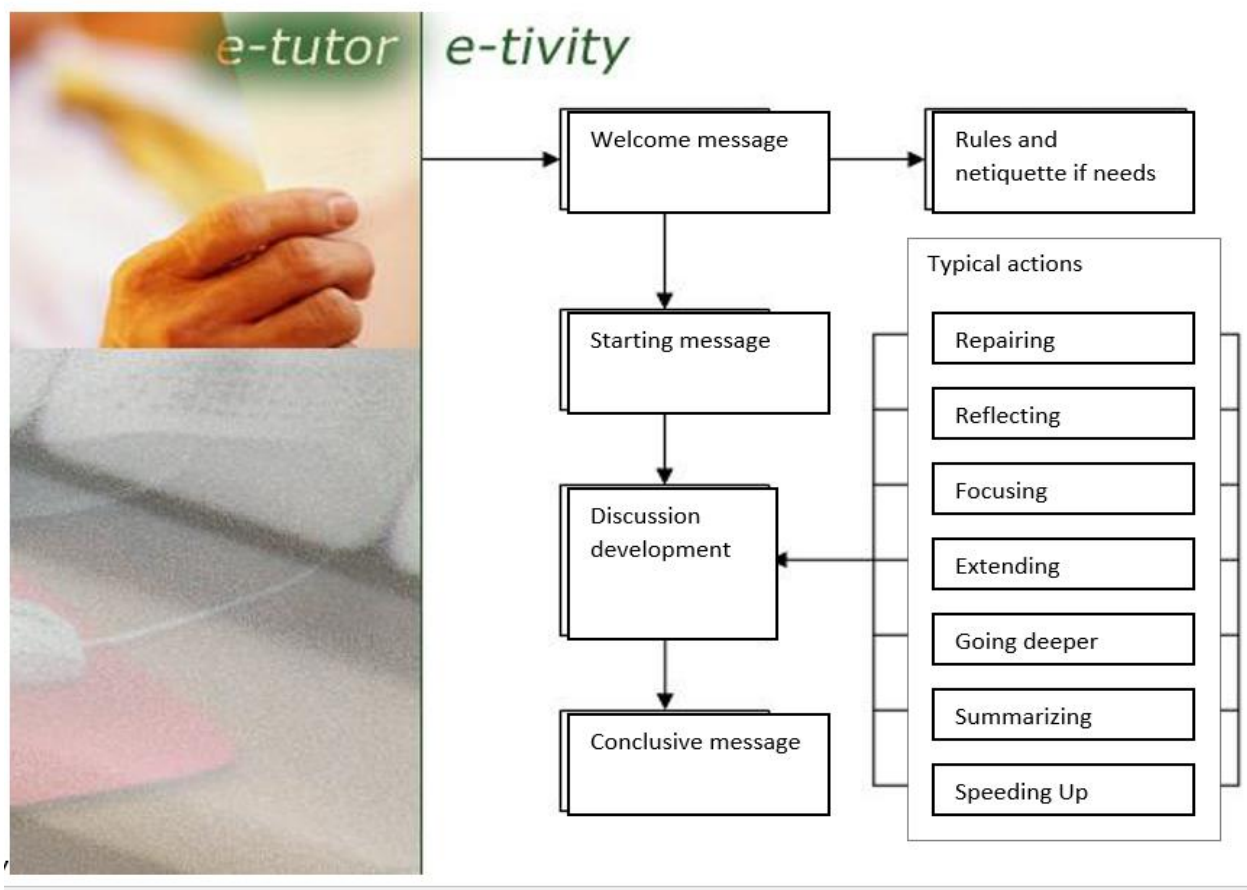 e-tutor
e-tivity
Welcome message
Rules and
netiquette if needs
Typical actions
Starting message
Repairing
Reflecting
Focusing
Discussion
development
Extending
Going deeper
Summarizing
Conclusive message
Speeding Up